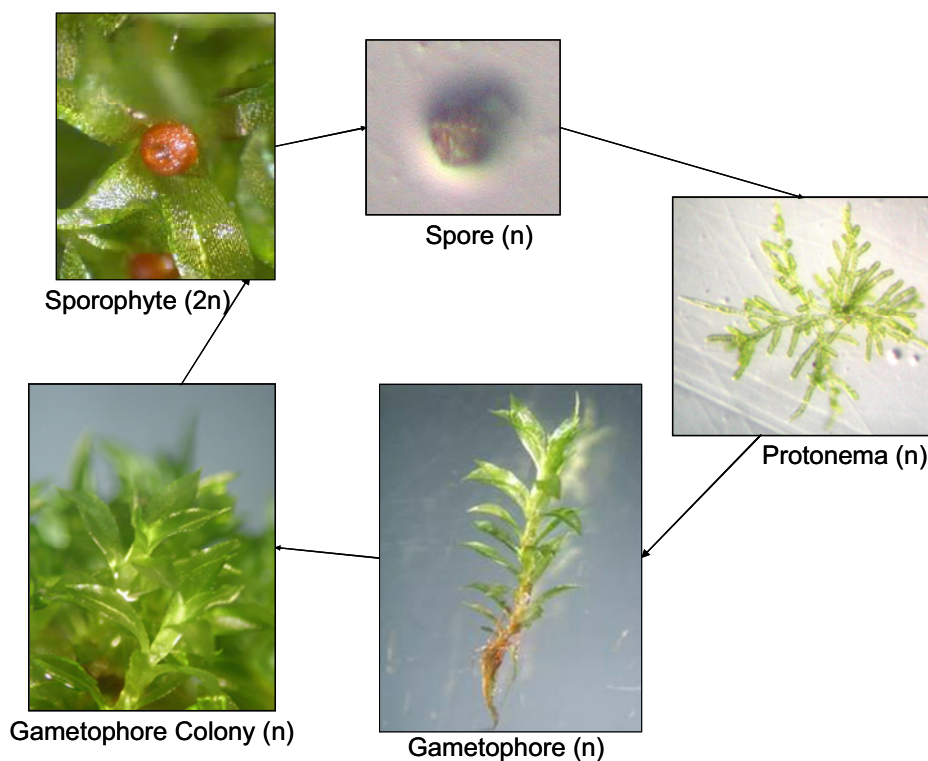 Spore (n)
Sporophyte (2n)
Protonema (n)
Gametophore Colony (n)
Gametophore (n)